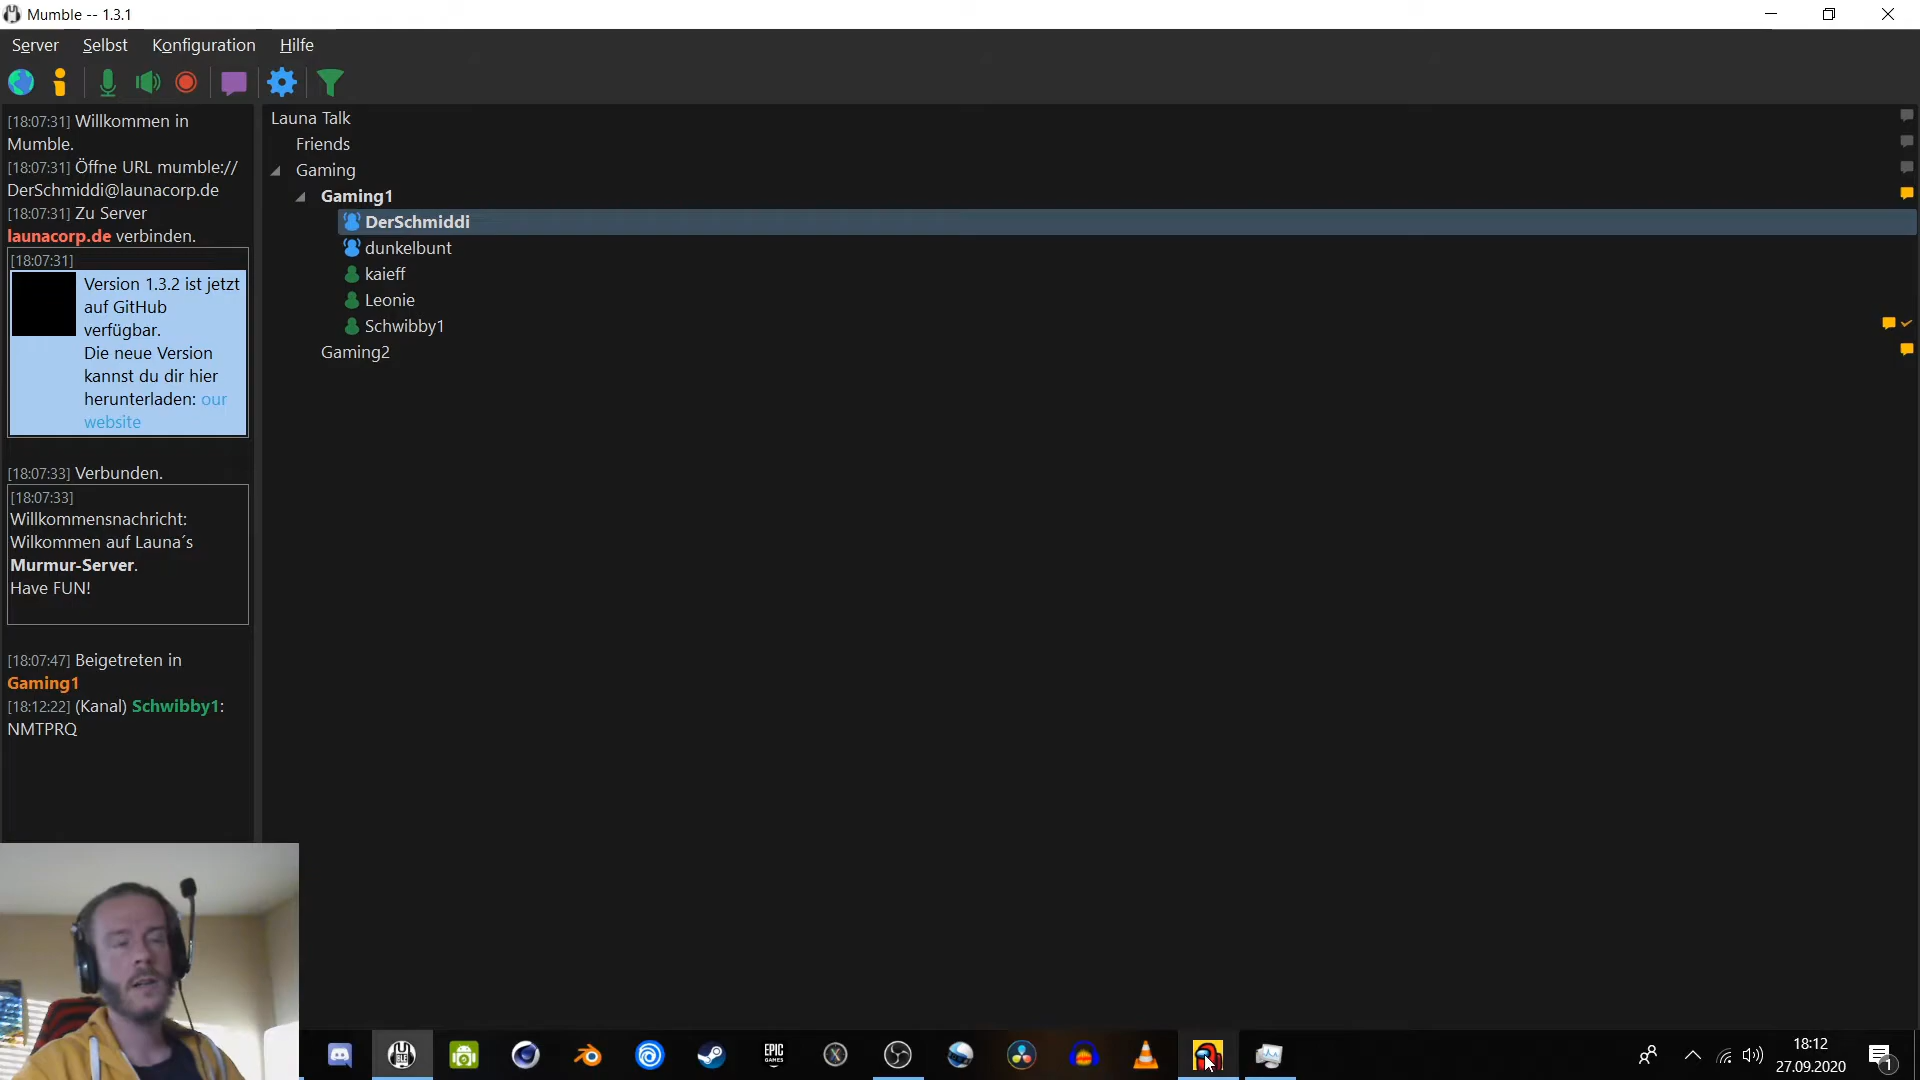 Mumble -- 1.3.1
Server Selbst Konfiguration Hilfe
[18:07:31] Willkommen in
Mumble.
[18:07:31] Öffne URL mumble://
DerSchmiddi@launacorp.de
[18:07:31] Zu Server
launacorp.de verbinden.
[18:07:31]
Version 1.3.2 ist jetzt
auf GitHub
verfügbar.
Die neue Version
kannst du dir hier
herunterladen: our
website
[18:07:33] Verbunden.
[18:07:33]
Willkommensnachricht:
Wilkommen auf Launa´s
Murmur-Server.
Have FUN!
[18:07:47] Beigetreten in
Gaming1
[18:12:22] (Kanal) Schwibby1:
NMTPRQ
Launa Talk
Friends
Gaming
Gaming1
DerSchmiddi
dunkelbunt
kaieff
Leonie
Schwibby1
Gaming2
EPIC
GAMES
18:12
27.09.2020
1